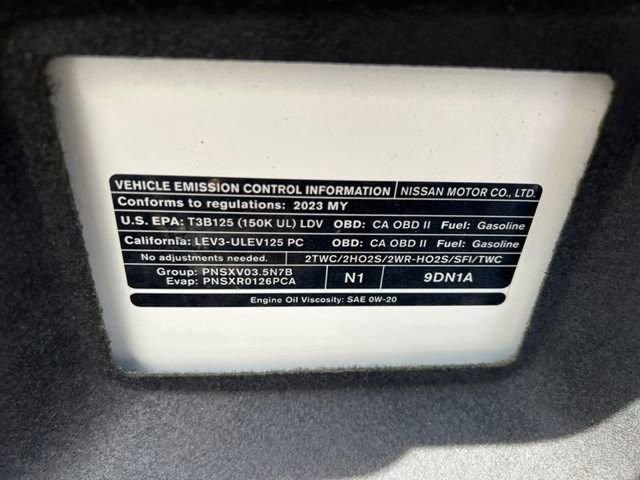 VEHICLE EMISSION CONTROL INFORMATION NISSAN MOTOR CO., LTD.
Conforms to regulations: 2023 MY
U.S. EPA: T3B125 (150K UL) LDV OBD: CA OBD II Fuel: Gasoline
California: LEV3-ULEV125 PC OBD: CA OBD II Fuel: Gasoline
No adjustments needed. 2TWC/2HO2S/2WR-HO2S/SFI/TWC
Group: PNSXV03.5N7B
Evap: PNSXR0126PCA
N1 9DN1A
Engine Oil Viscosity: SAE 0W-20